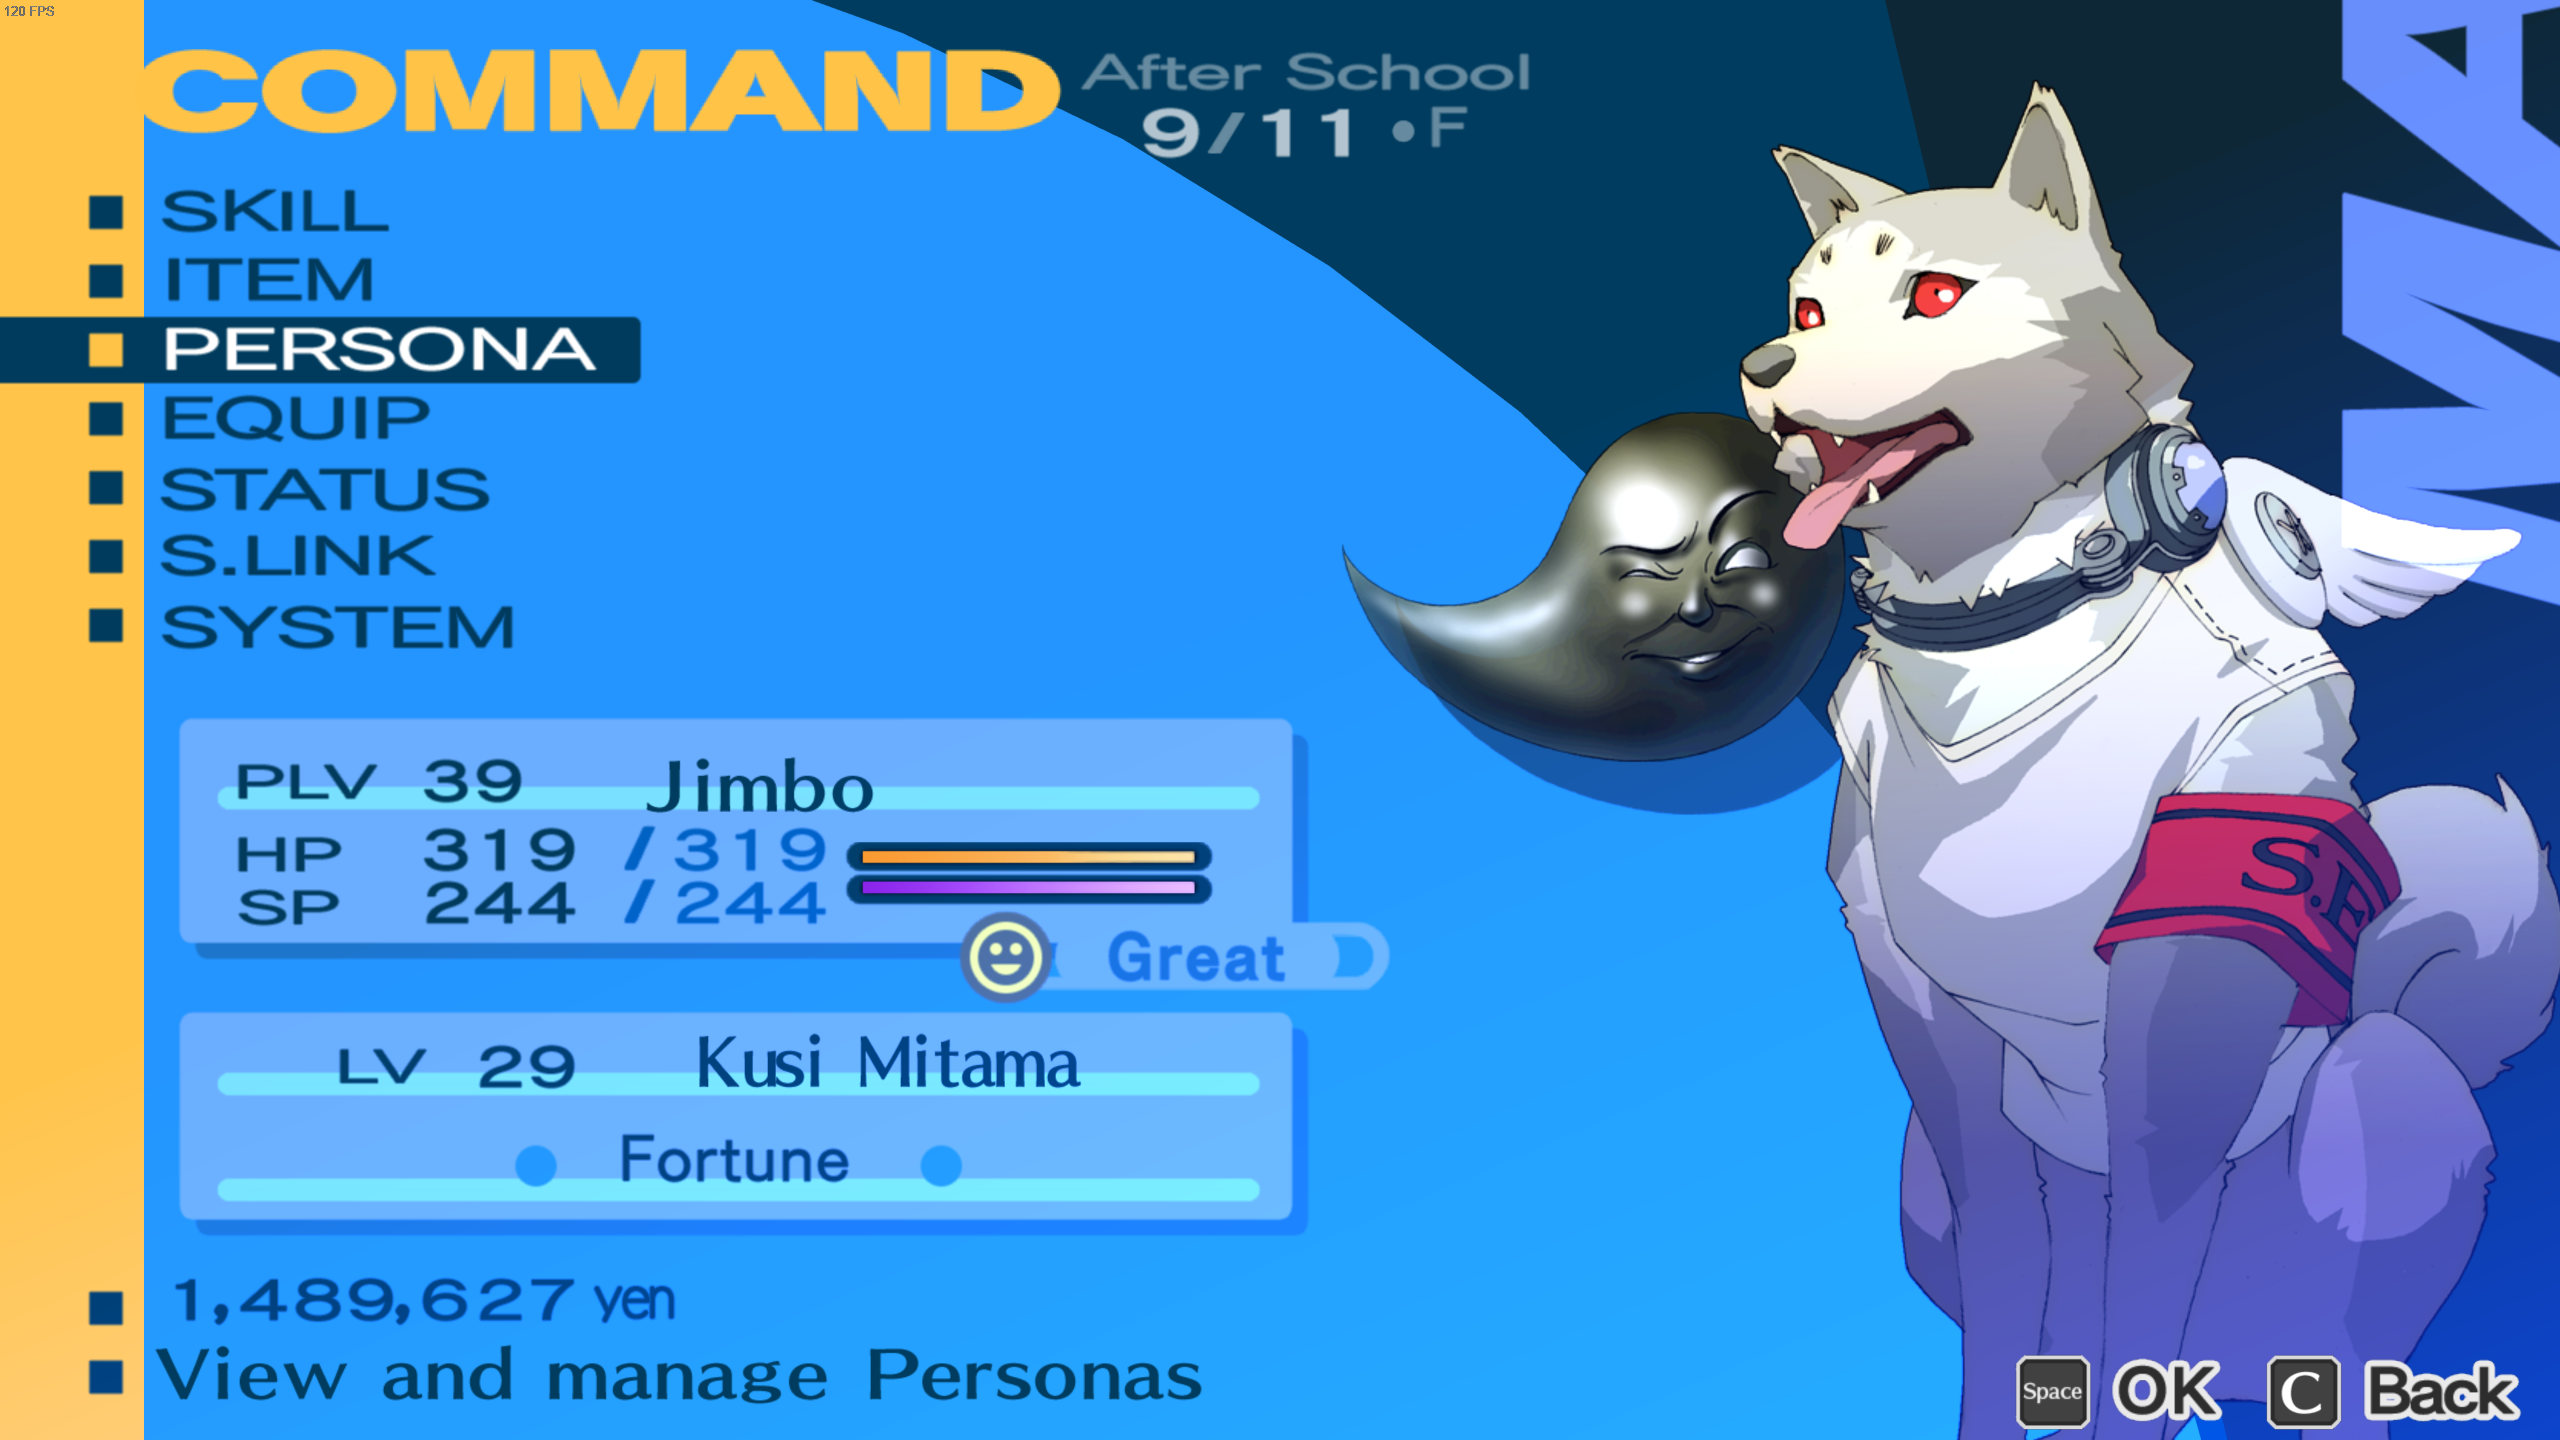 120 FPS
COMMAND
After School
9/11 • F
SKILL
ITEM
PERSONA
EQUIP
STATUS
S.LINK
SYSTEM
PLV 39 Jimbo
HP 319 / 319
SP 244 / 244
Great
LV 29 Kusi Mitama
Fortune
1,489,627 yen
View and manage Personas
S.E
Space OK C Back